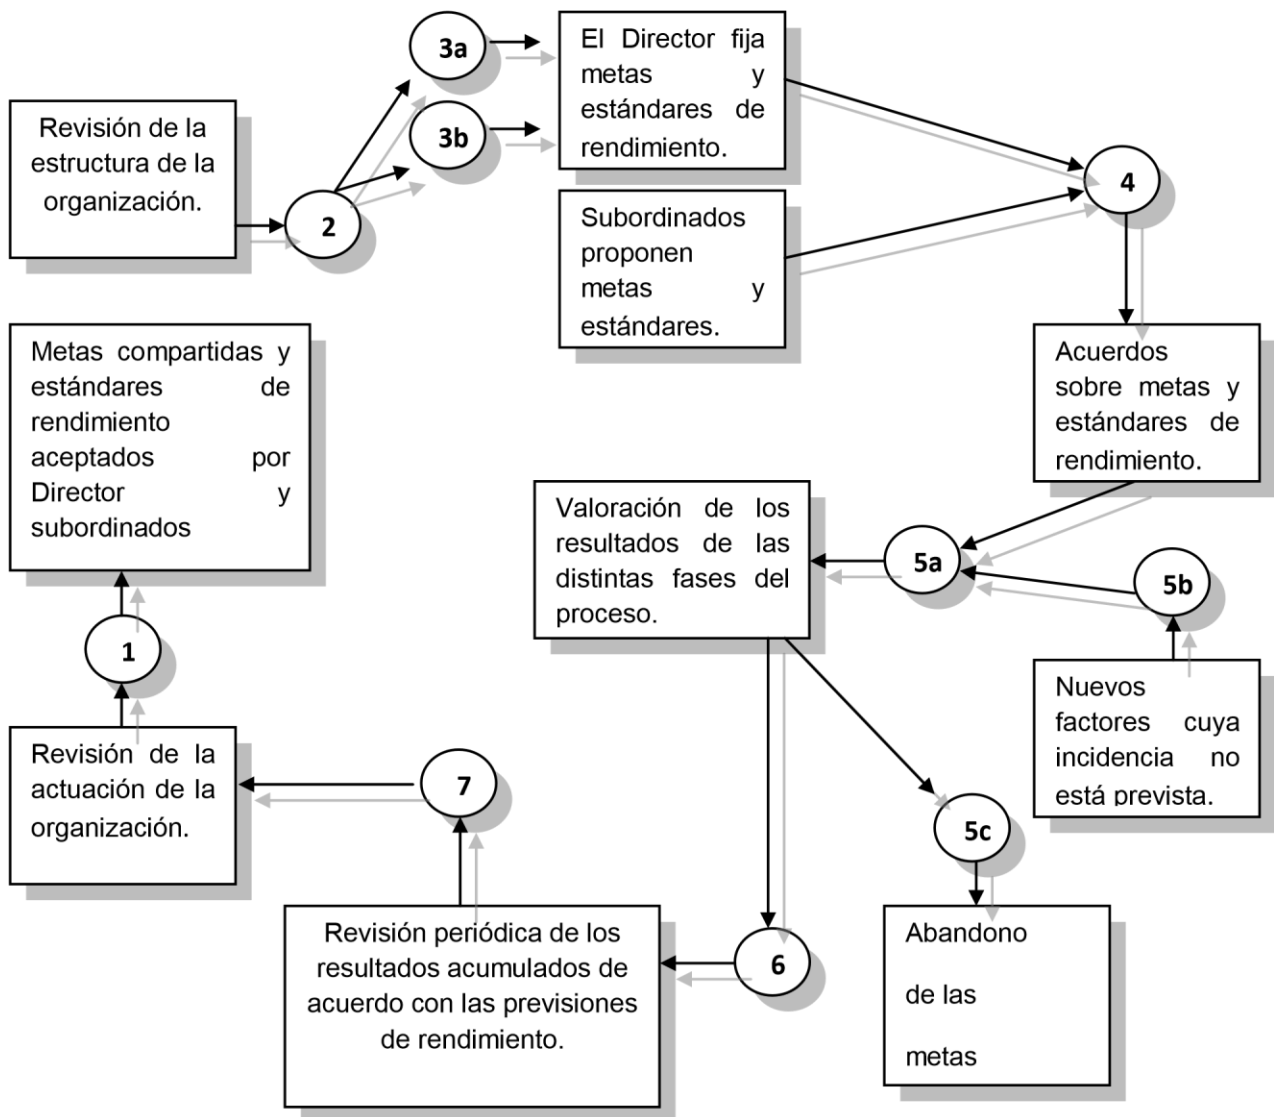 Revisión de la
estructura de la
organización.
2
3a
3b
El Director fija
metas y
estándares de
rendimiento.
Subordinados
proponen
metas y
estándares.
4
Acuerdos
sobre metas y
estándares de
rendimiento.
Metas compartidas y
estándares de
rendimiento
aceptados por
Director y
subordinados
Valoración de los
resultados de las
distintas fases del
proceso.
5a
5b
Nuevos
factores cuya
incidencia no
está prevista.
1
Revisión de la
actuación de la
organización.
7
5c
Revisión periódica de los
resultados acumulados de
acuerdo con las previsiones
de rendimiento.
6
Abandono
de las
metas